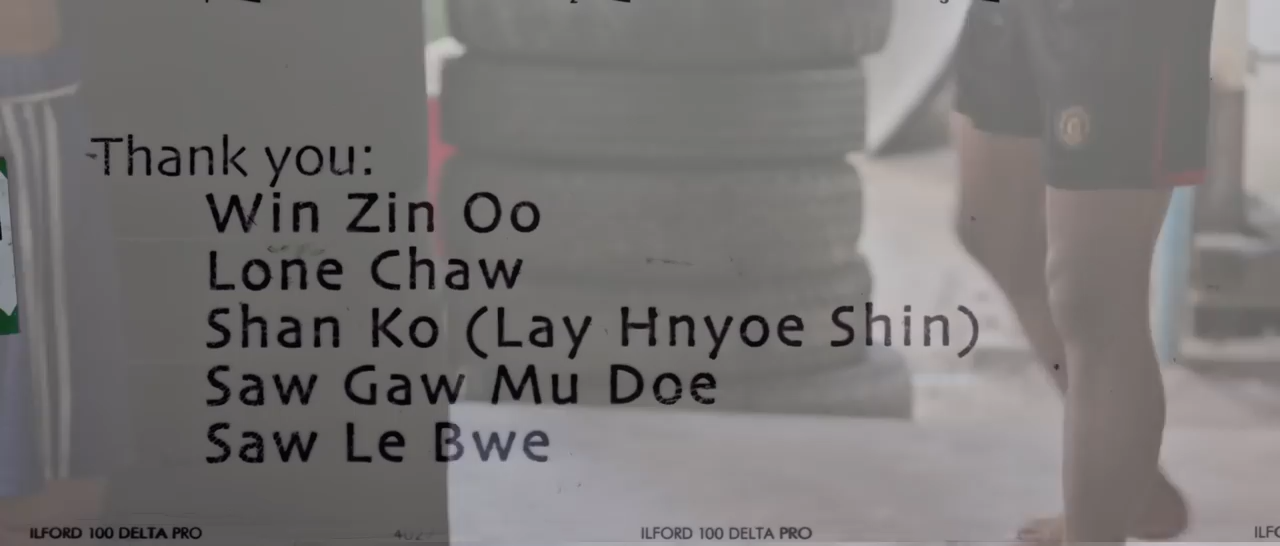 Thank you:
Win Zin Oo
Lone Chaw
Shan Ko (Lay Hnyoe Shin)
Saw Gaw Mu Doe
Saw Le Bwe
ILFORD 100 DELTA PRO
ILFORD 100 DELTA PRO